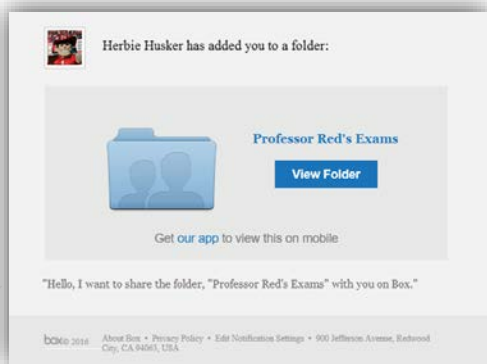 Herbie Husker has added you to a folder:
Professor Red's Exams
View Folder
Get our app to view this on mobile
"Hello, I want to share the folder, "Professor Red's Exams" with you on Box."
box © 2016
About Box • Privacy Policy • Edit Notification Settings • 900 Jefferson Avenue, Redwood
City, CA 94063, USA